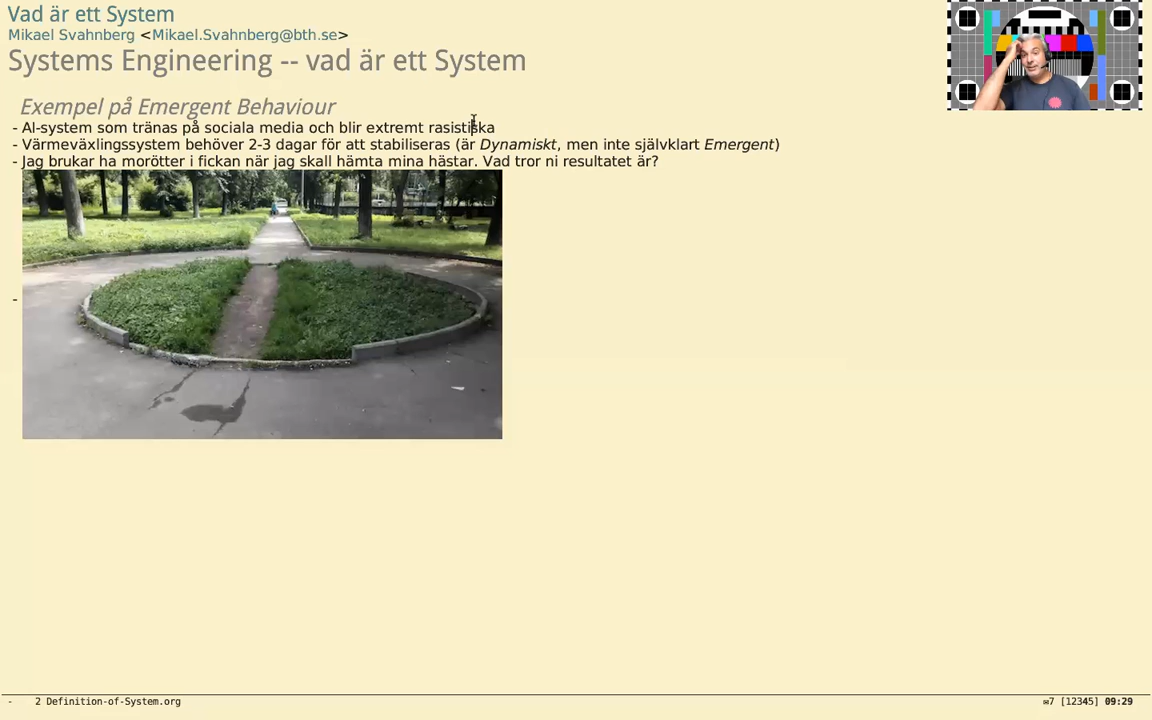 Vad är ett System
Mikael Svahnberg <Mikael.Svahnberg@bth.se>
Systems Engineering -- vad är ett System
Exempel på Emergent Behaviour
- AI-system som tränas på sociala media och blir extremt rasistiska
- Värmeväxlingssystem behöver 2-3 dagar för att stabiliseras (är Dynamiskt, men inte självklart Emergent)
- Jag brukar ha morötter i fickan när jag skall hämta mina hästar. Vad tror ni resultatet är?
-
- 2 Definition-of-System.org
✉7 [12345] 09:29